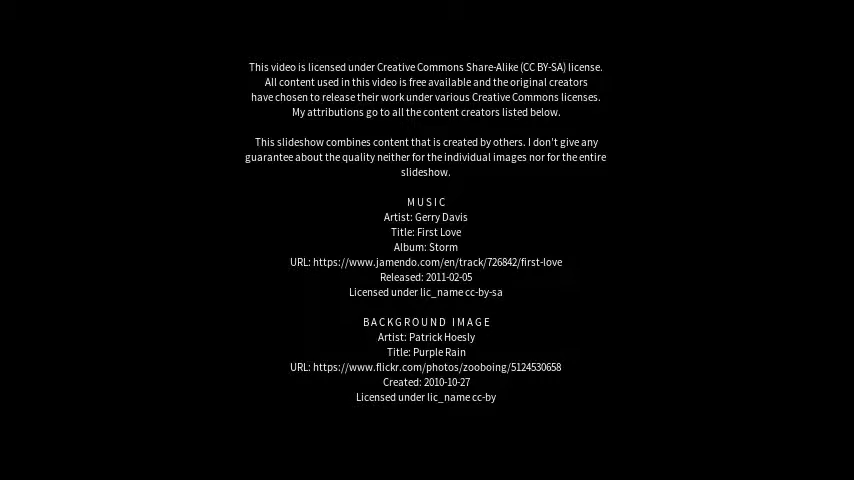 This video is licensed under Creative Commons Share-Alike (CC BY-SA) license.
All content used in this video is free available and the original creators
have chosen to release their work under various Creative Commons licenses.
My attributions go to all the content creators listed below.
This slideshow combines content that is created by others. I don't give any
guarantee about the quality neither for the individual images nor for the entire
slideshow.
MUSIC
Artist: Gerry Davis
Title: First Love
Album: Storm
URL: https://www.jamendo.com/en/track/726842/first-love
Released: 2011-02-05
Licensed under lic_name cc-by-sa
BACKGROUND IMAGE
Artist: Patrick Hoesly
Title: Purple Rain
URL: https://www.flickr.com/photos/zooboing/5124530658
Created: 2010-10-27
Licensed under lic_name cc-by